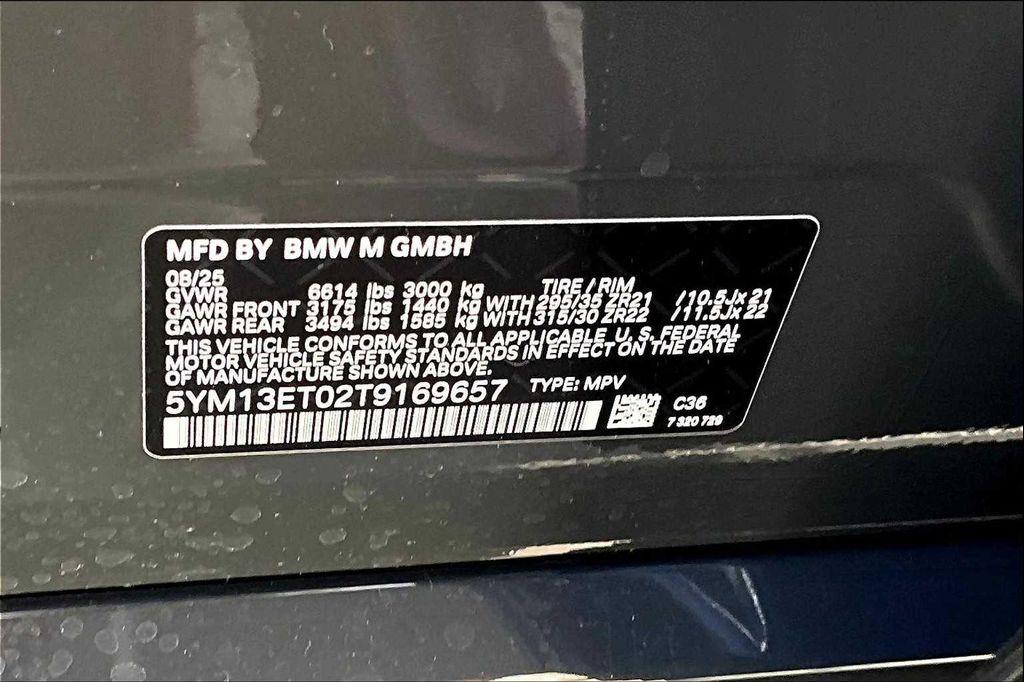 MFD BY BMW M GMBH
08/25
GVWR 6614 lbs 3000 kg TIRE / RIM
GAWR FRONT 3175 lbs 1440 kg WITH 295/35 ZR21 /10.5Jx21
GAWR REAR 3494 lbs 1585 kg WITH 315/30 ZR22 /11.5Jx22
THIS VEHICLE CONFORMS TO ALL APPLICABLE U.S. FEDERAL
MOTOR VEHICLE SAFETY STANDARDS IN EFFECT ON THE DATE
OF MANUFACTURE SHOWN ABOVE.
5YM13ET02T9169657 TYPE: MPV
C36
7 320 729